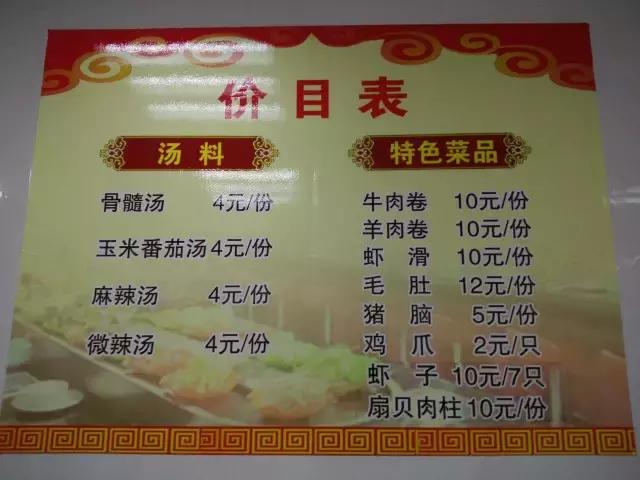 价目表
汤料
骨髓汤 4元/份
玉米番茄汤 4元/份
麻辣汤 4元/份
微辣汤 4元/份
特色菜品
牛肉卷 10元/份
羊肉卷 10元/份
虾滑 10元/份
毛肚 12元/份
猪脑 5元/份
鸡爪 2元/只
虾子 10元/7只
扇贝肉柱 10元/份